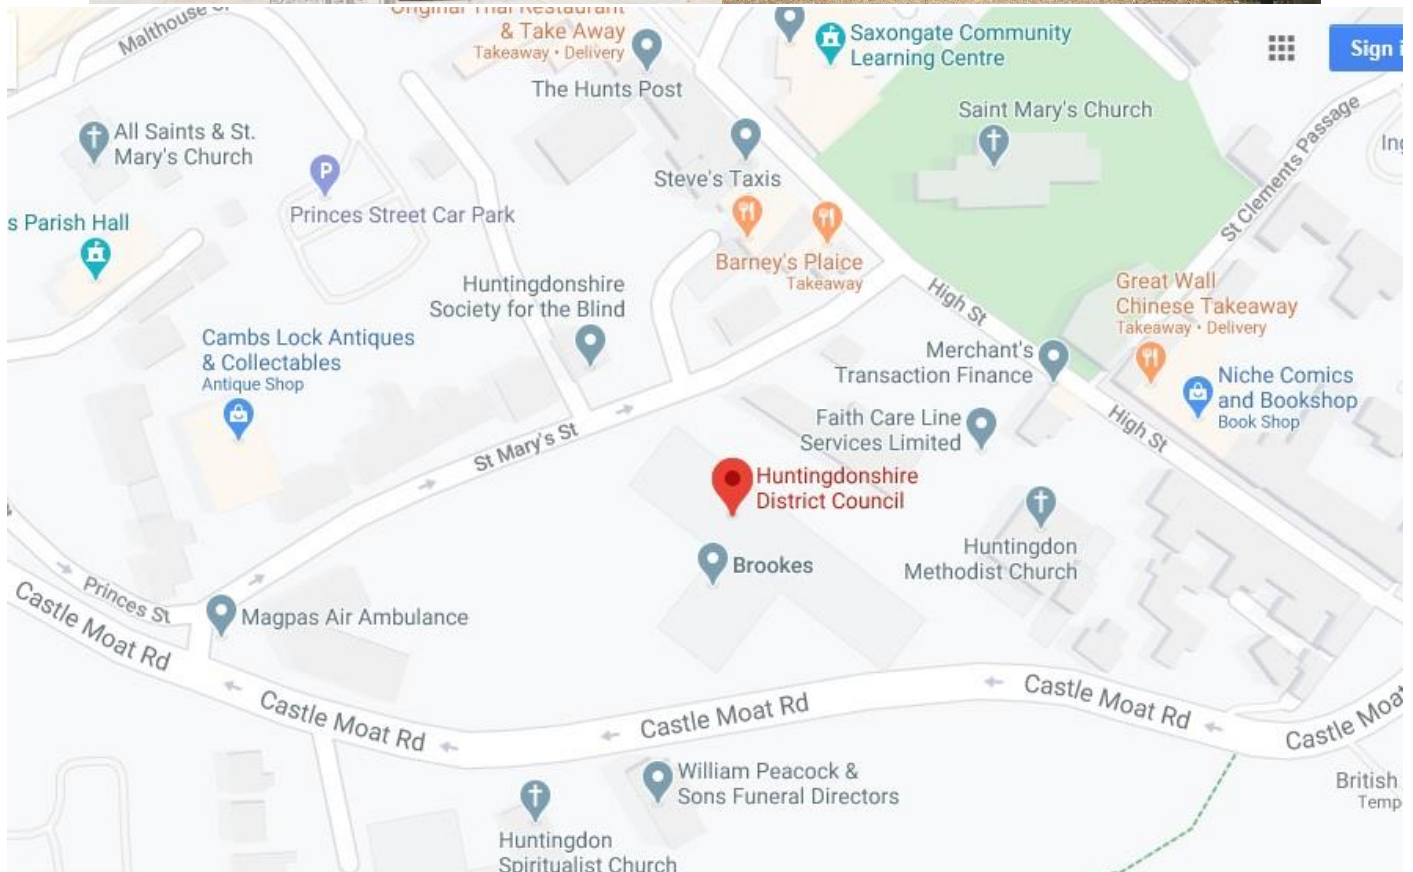 Malthouse Cl
Original Thai Restaurant
& Take Away
Takeaway • Delivery
The Hunts Post
Saxongate Community
Learning Centre
Sign i
Saint Mary's Church
All Saints & St.
Mary's Church
Steve's Taxis
St Clements Passage
P
Princes Street Car Park
s Parish Hall
Barney's Plaice
Takeaway
Huntingdonshire
Society for the Blind
High St
Great Wall
Chinese Takeaway
Takeaway • Delivery
Cambs Lock Antiques
& Collectables
Antique Shop
Merchant's
Transaction Finance
Niche Comics
and Bookshop
Book Shop
Faith Care Line
Services Limited
High St
St Mary's St
Huntingdonshire
District Council
Brookes
Huntingdon
Methodist Church
Princes St
Castle Moat Rd
Magpas Air Ambulance
Castle Moat Rd
Castle Moat Rd
Castle Moat Rd
Castle Moat
William Peacock &
Sons Funeral Directors
British
Temp
Huntingdon
Spiritualist Church